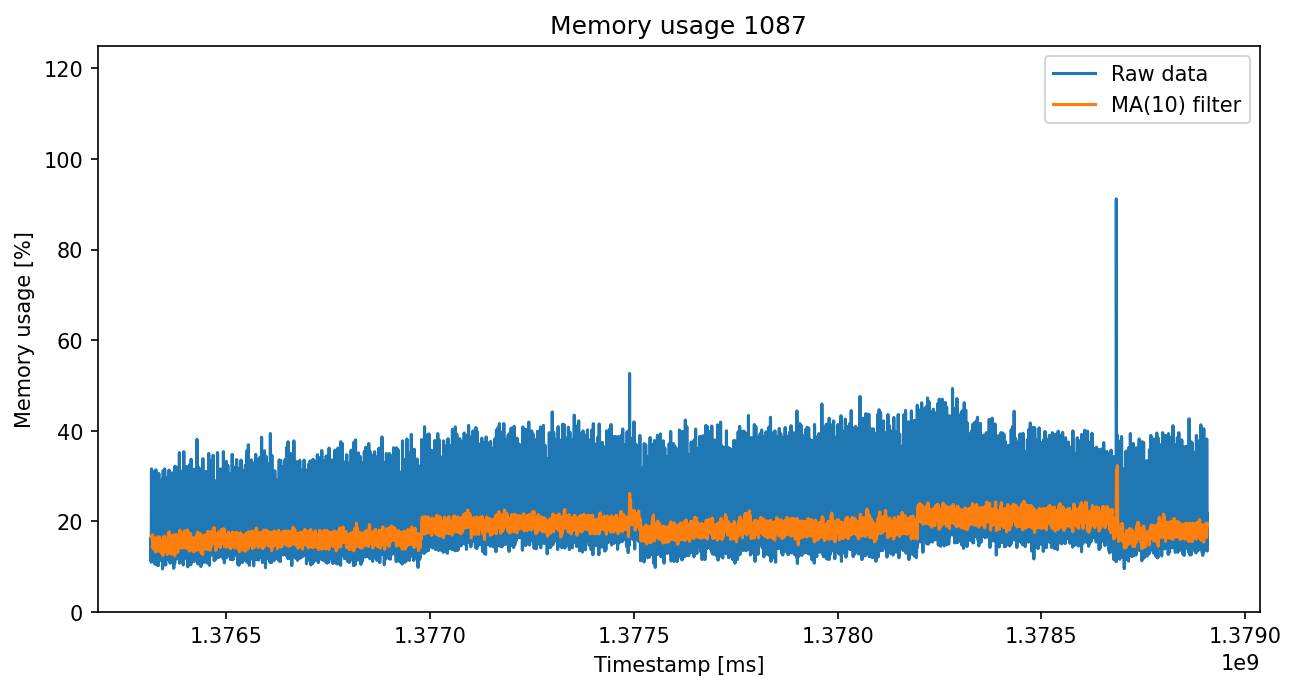 Memory usage 1087
Raw data
MA(10) filter
Memory usage [%]
120
100
80
60
40
20
0
1.3765 1.3770 1.3775 1.3780 1.3785 1.3790
1e9
Timestamp [ms]